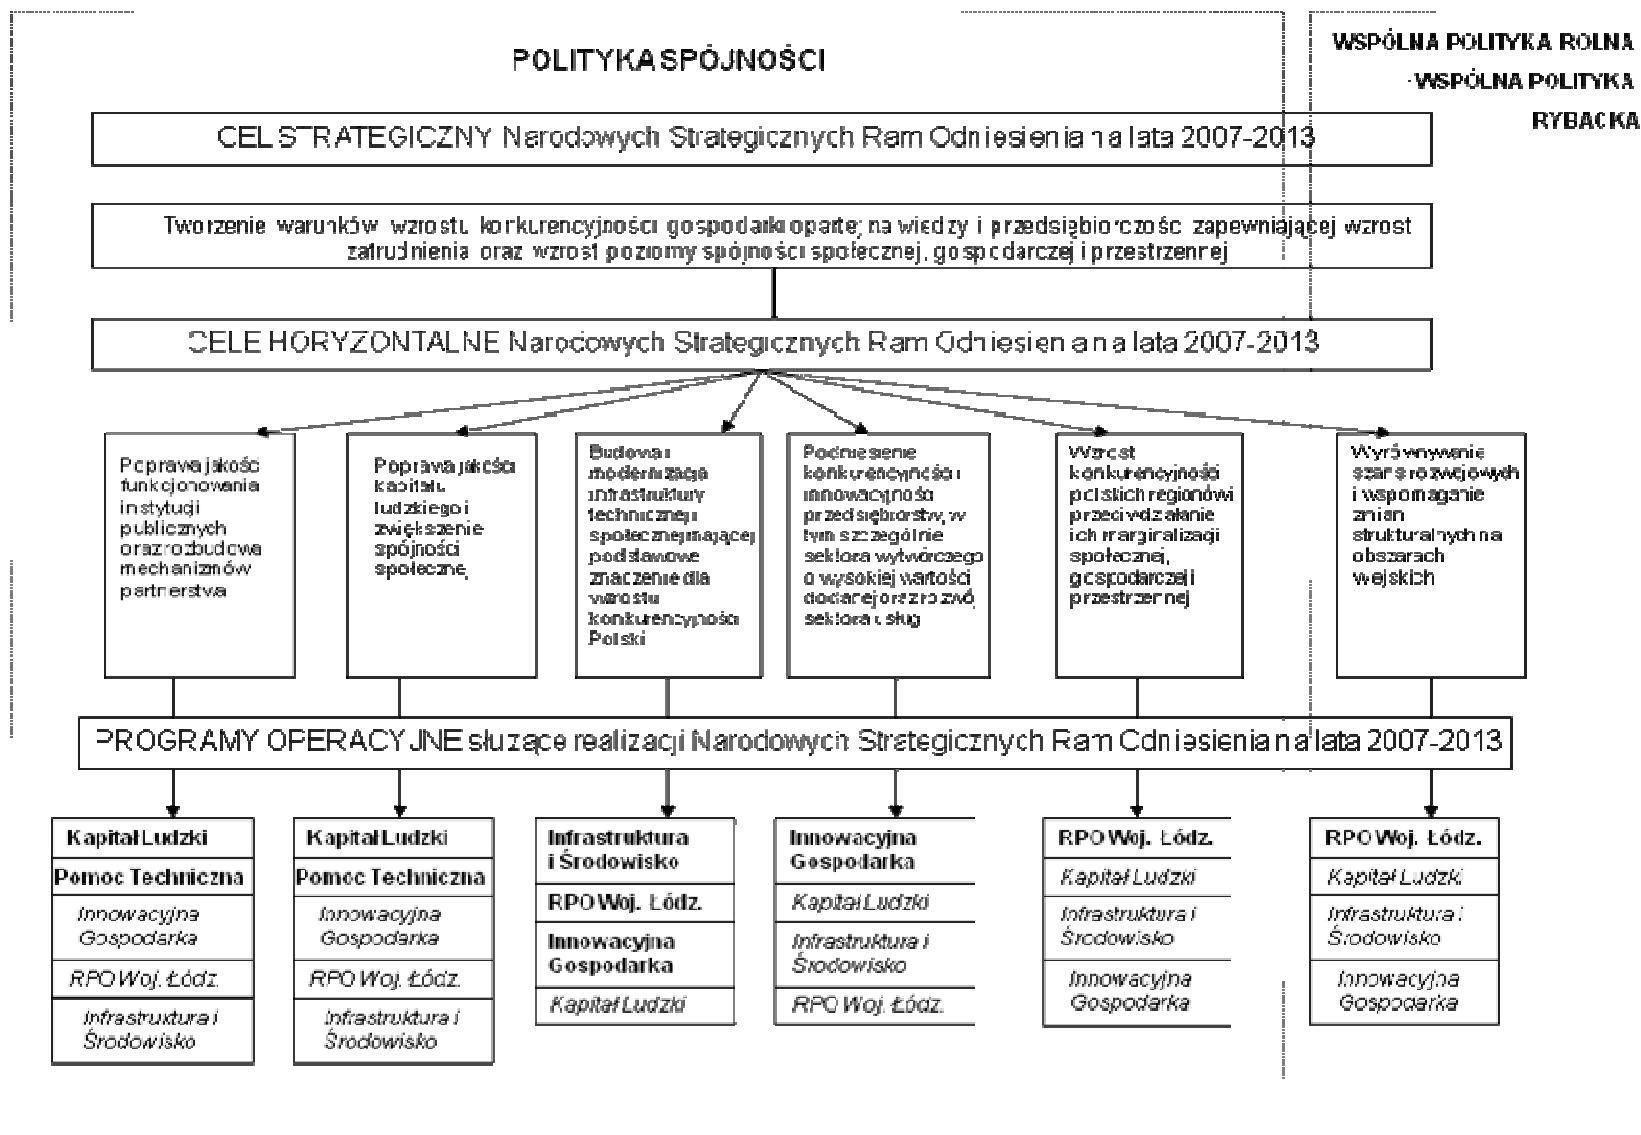 POLITYKA SPÓJNOŚCI
WSPÓLNA POLITYKA ROLNA
-WSPÓLNA POLITYKA
RYBACKA
CEL STRATEGICZNY Narodowych Strategicznych Ram Odniesienia na lata 2007-2013
Tworzenie warunków wzrostu konkurencyjności gospodarki opartej na wiedzy i przedsiębiorczości zapewniającej wzrost
zatrudnienia oraz wzrost poziomy spójności społecznej, gospodarczej i przestrzennej
CELE HORYZONTALNE Narodowych Strategicznych Ram Odniesienia na lata 2007-2013
Poprawa jakości
funkcjonowania
instytucji
publicznych
oraz rozbudowa
mechanizmów
partnerstwa
Poprawa jakości
kapitału
ludzkiego i
zwiększenie
spójności
społecznej
Budowa i
modernizacja
infrastruktury
technicznej i
społecznej mającej
podstawowe
znaczenie dla
wzrostu
konkurencyjności
Polski
Podniesienie
konkurencyjności i
innowacyjności
przedsiębiorstw, w
tym szczególnie
sektora wytwórczego
o wysokiej wartości
dodanej oraz rozwój
sektora usług
Wzrost
konkurencyjności
polskich regionów i
przeciwdziałanie
ich marginalizacji
społecznej,
gospodarczej i
przestrzennej
Wyrównywanie
szans rozwojowych
i wspomaganie
zmian
strukturalnych na
obszarach
wiejskich
PROGRAMY OPERACYJNE służące realizacji Narodowych Strategicznych Ram Odniesienia na lata 2007-2013
Kapitał Ludzki
Pomoc Techniczna
Innowacyjna
Gospodarka
RPO Woj. Łódz.
Infrastruktura i
Środowisko
Kapitał Ludzki
Pomoc Techniczna
Innowacyjna
Gospodarka
RPO Woj. Łódz.
Infrastruktura i
Środowisko
Infrastruktura
i Środowisko
RPO Woj. Łódz.
Innowacyjna
Gospodarka
Kapitał Ludzki
Innowacyjna
Gospodarka
Kapitał Ludzki
Infrastruktura i
Środowisko
RPO Woj. Łódz.
RPO Woj. Łódz.
Kapitał Ludzki
Infrastruktura i
Środowisko
Innowacyjna
Gospodarka
RPO Woj. Łódz.
Kapitał Ludzki
Infrastruktura i
Środowisko
Innowacyjna
Gospodarka